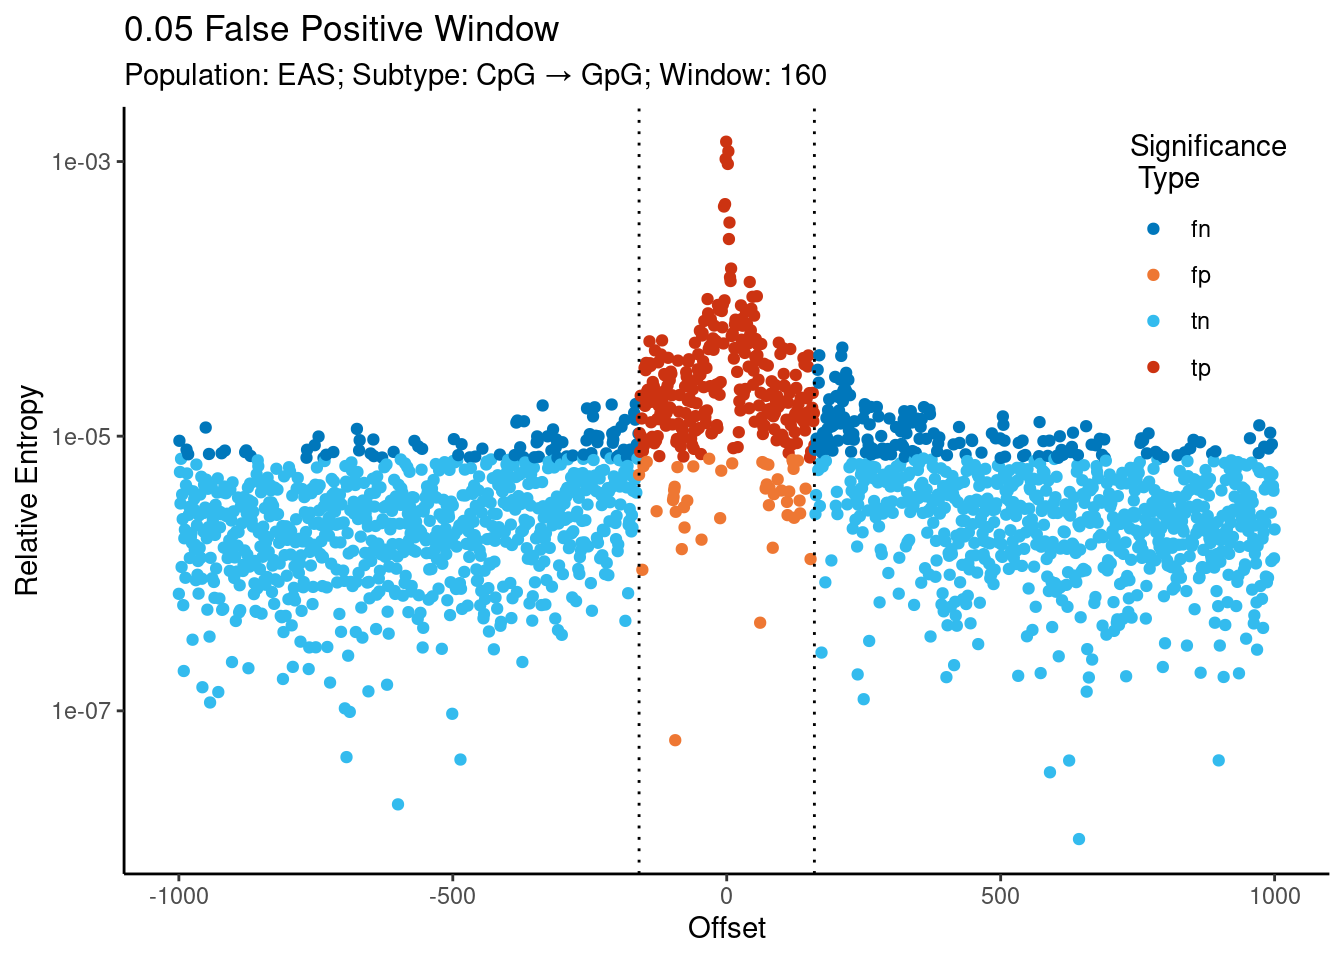 0.05 False Positive Window
Population: EAS; Subtype: CpG → GpG; Window: 160
Significance
Type
fn
fp
tn
tp
1e-03
1e-05
1e-07
Relative Entropy
-1000
-500
0
500
1000
Offset